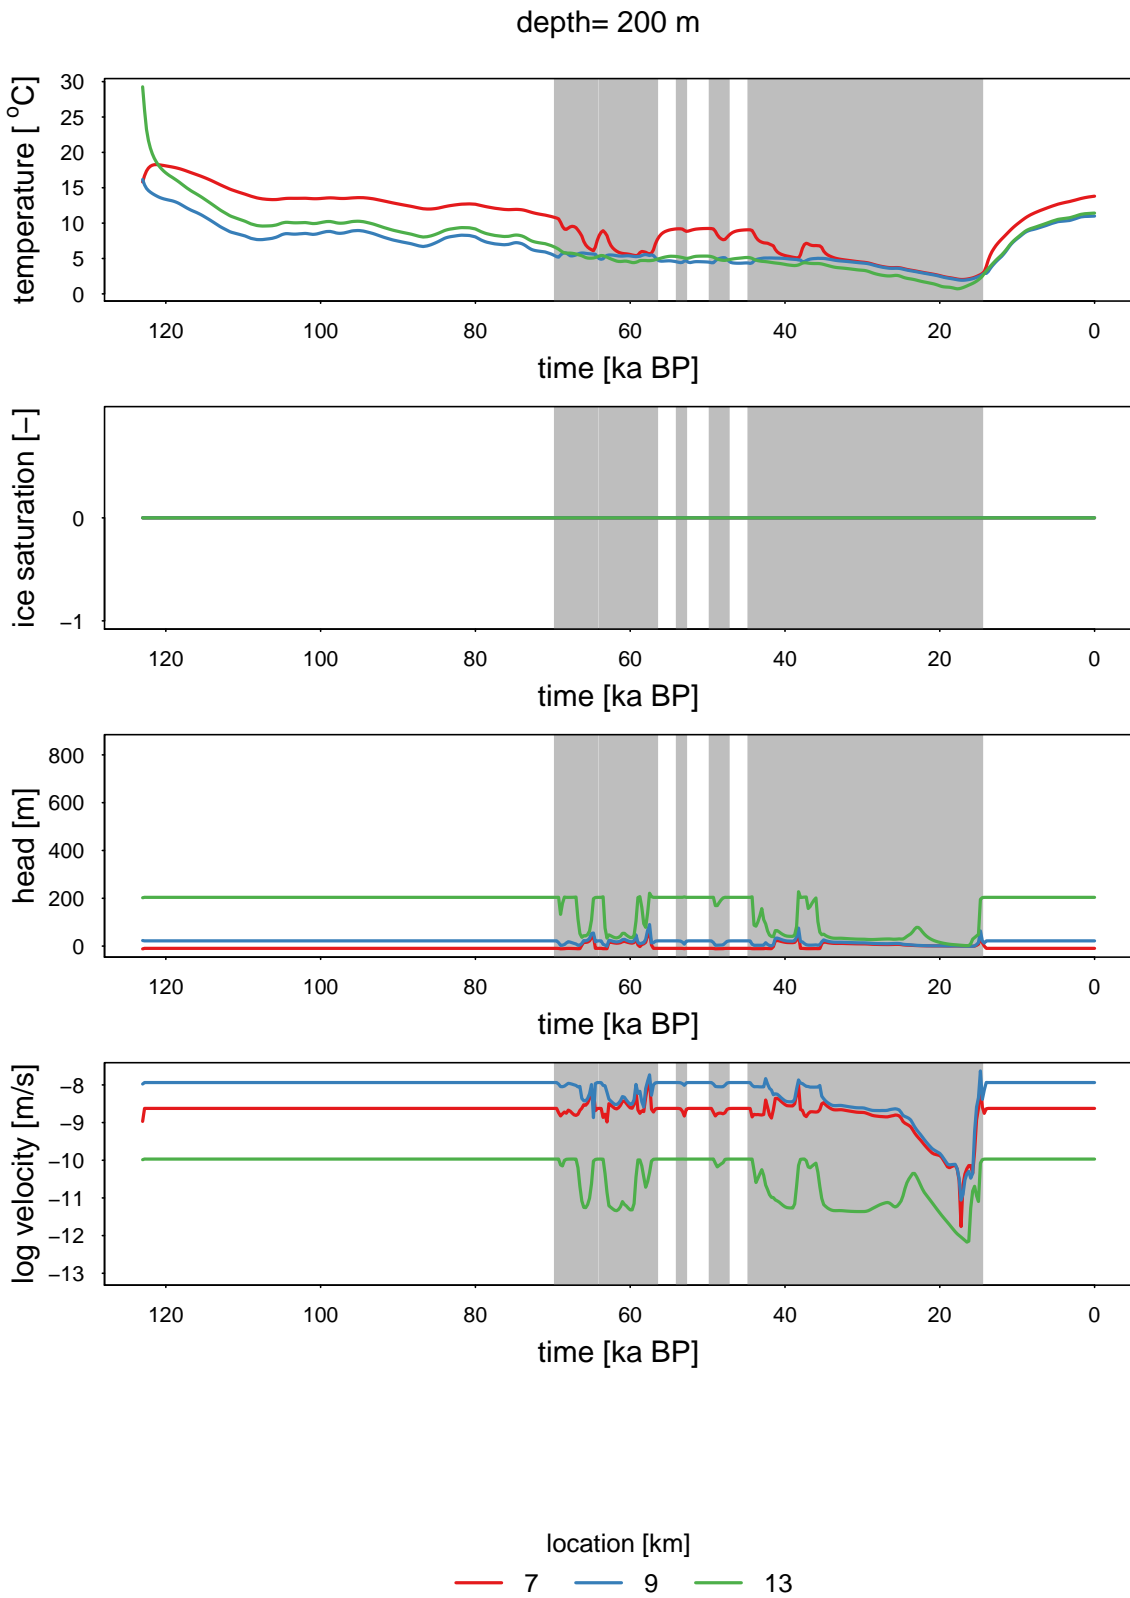 depth= 200 m
temperature [ °C]
30
25
20
15
10
5
0
120 100 80 60 40 20 0
time [ka BP]
ice saturation [−]
0
−1
120 100 80 60 40 20 0
time [ka BP]
head [m]
800
600
400
200
0
120 100 80 60 40 20 0
time [ka BP]
log velocity [m/s]
−8
−9
−10
−11
−12
−13
120 100 80 60 40 20 0
time [ka BP]
location [km]
7 9 13